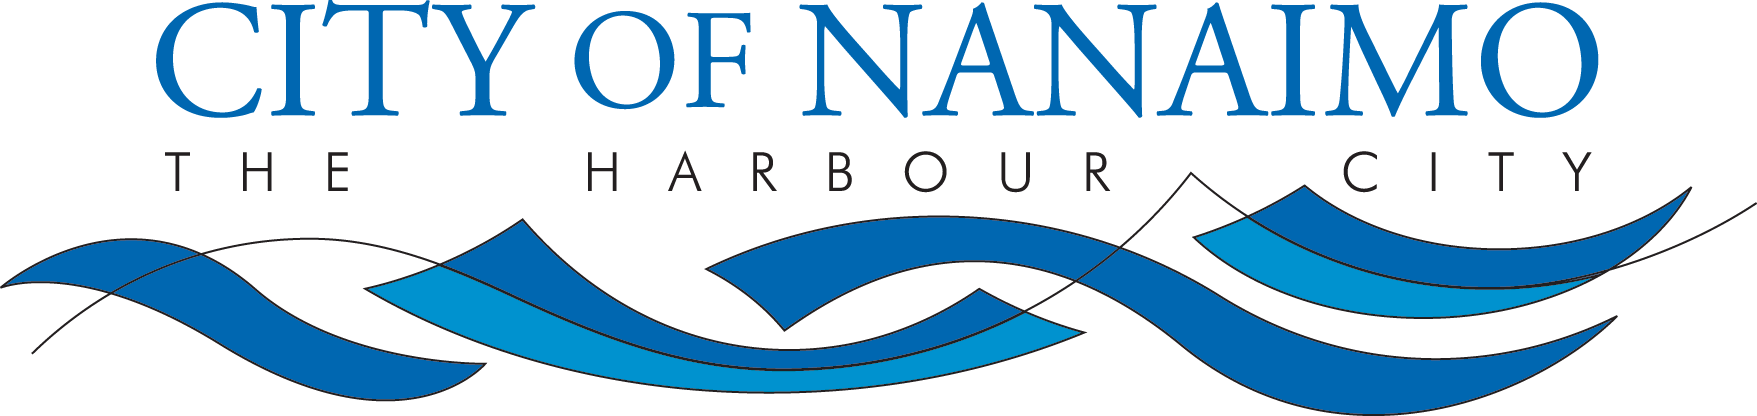 CITY OF NANAIMO
THE HARBOUR CITY